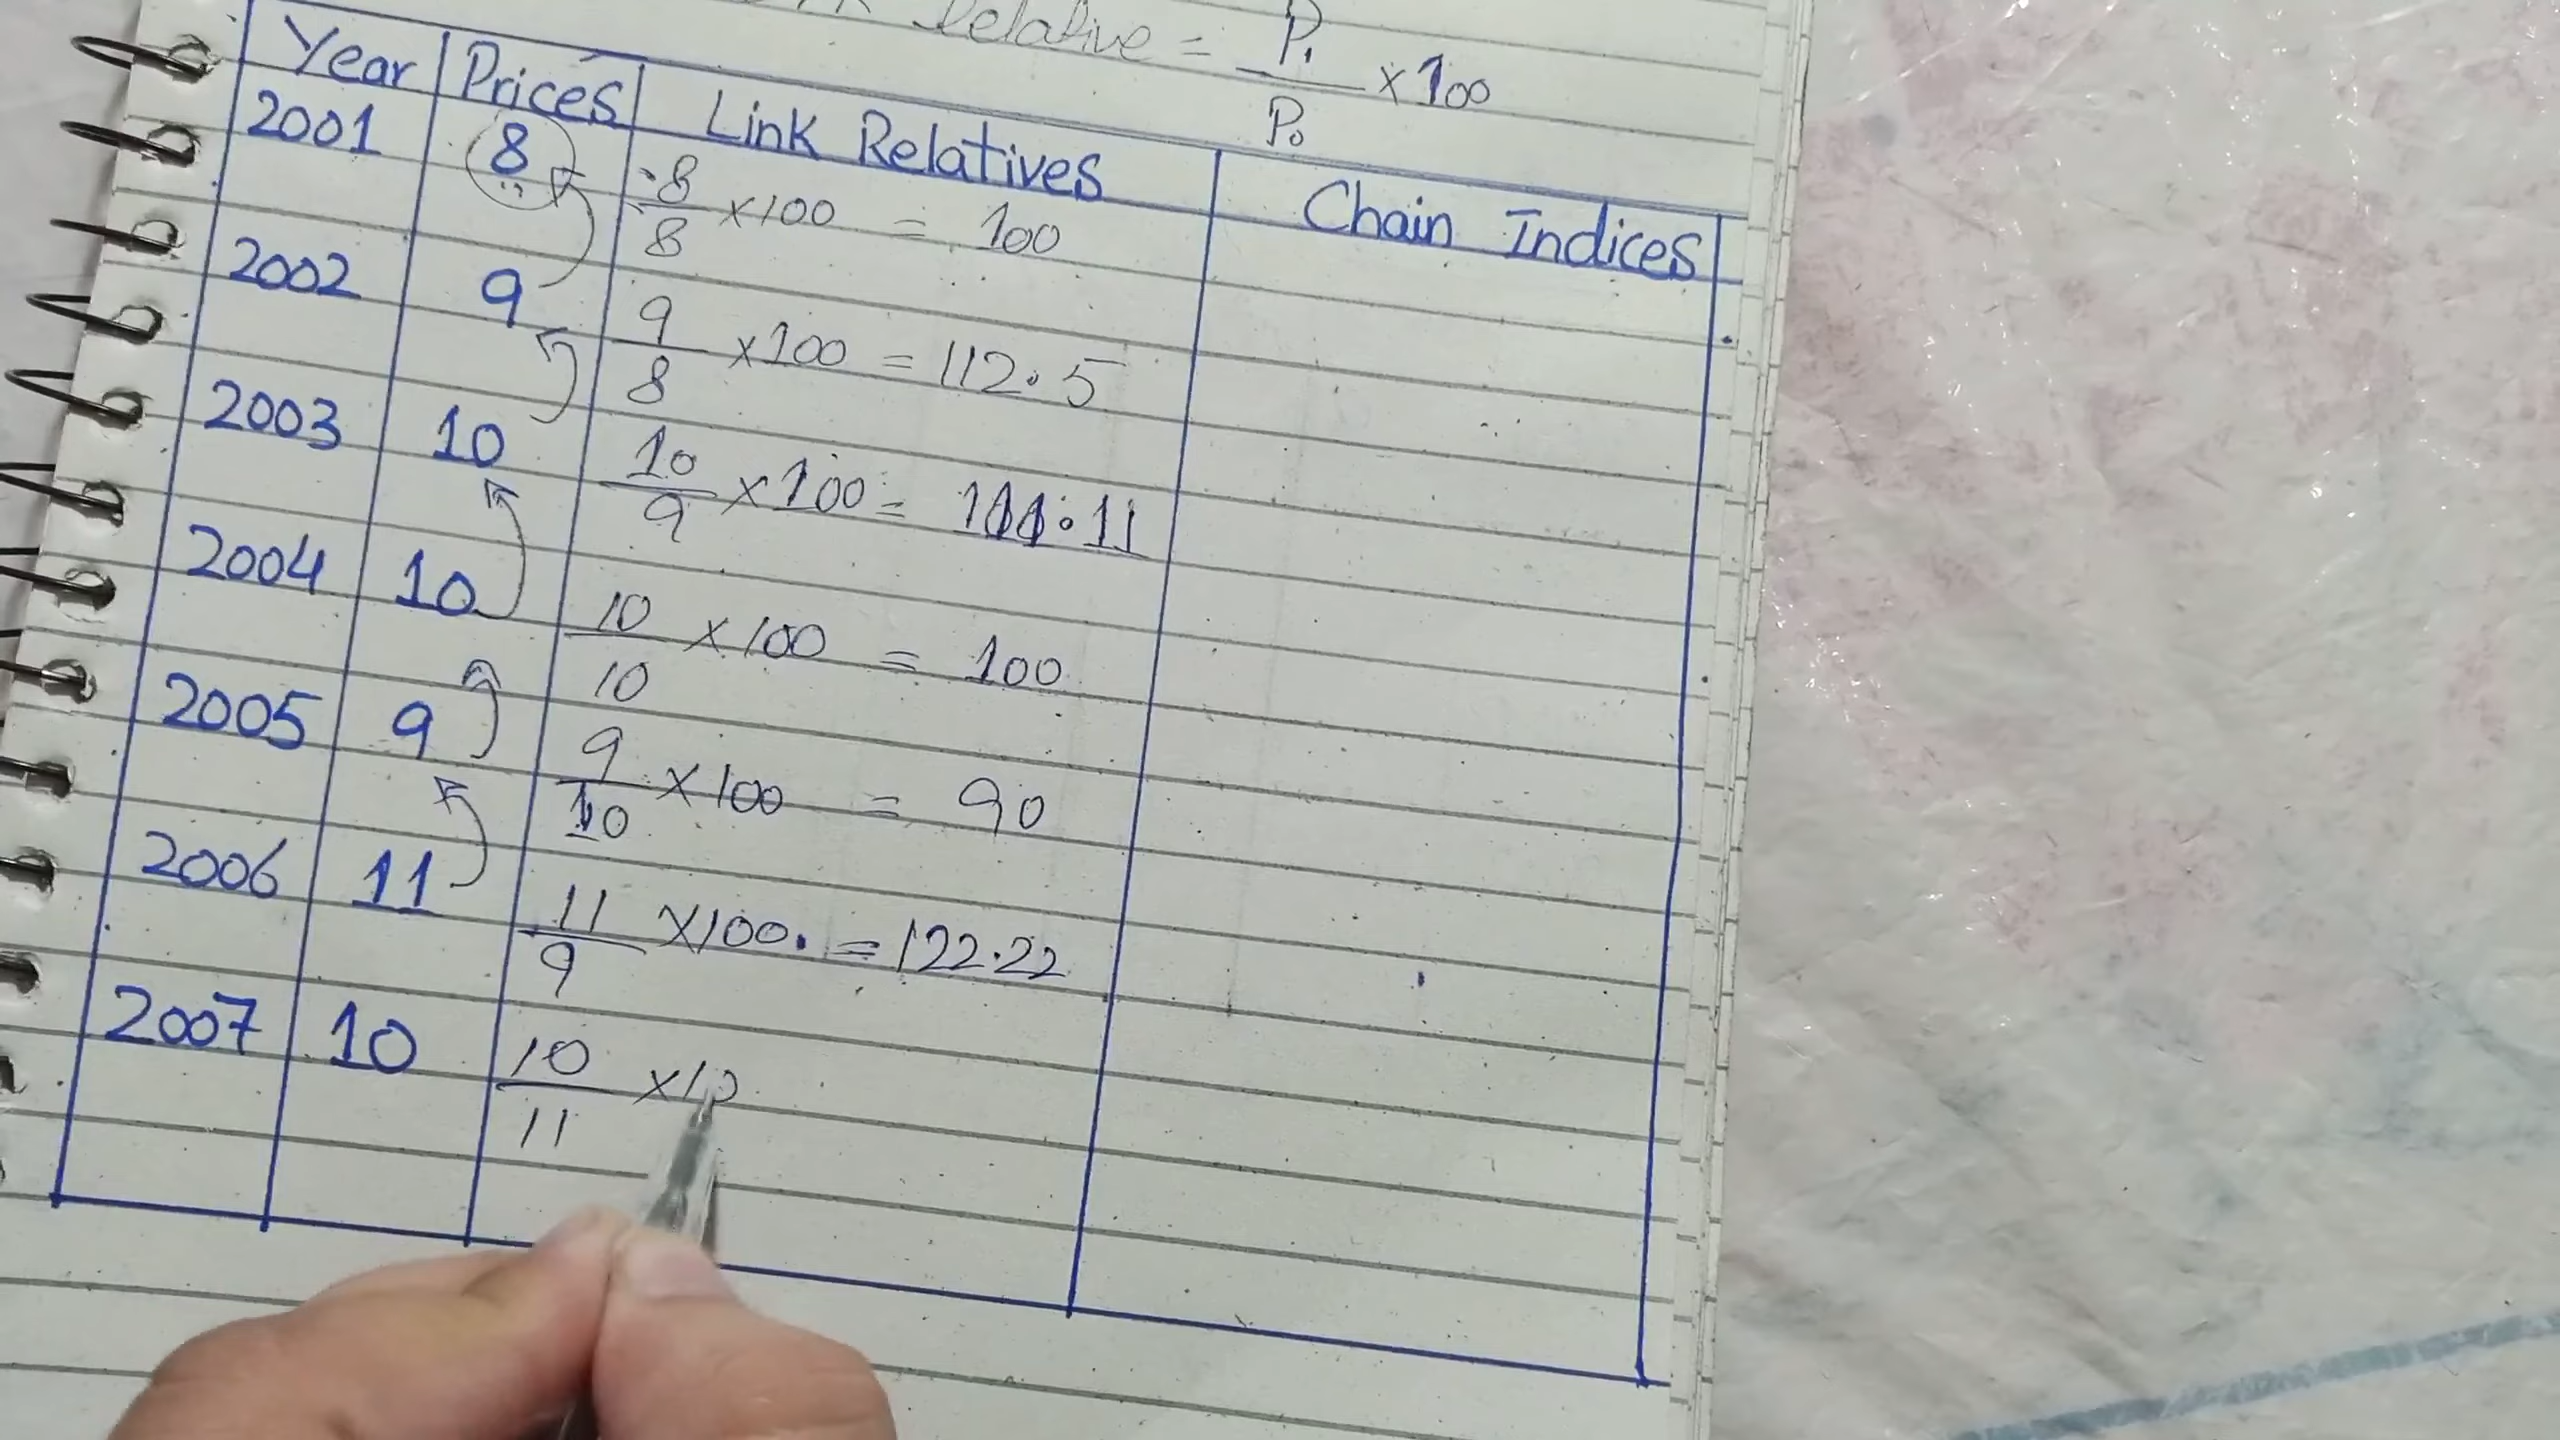 Relative = P₁/P₀ × 100
Year Prices Link Relatives Chain Indices
2001 8 8/8 ×100 = 100
2002 9 9/8 ×100 = 112.5
2003 10 10/9 ×100 = 111.11
2004 10 10/10 ×100 = 100
2005 9 9/10 ×100 = 90
2006 11 11/9 ×100 = 122.22
2007 10 10/11 ×10